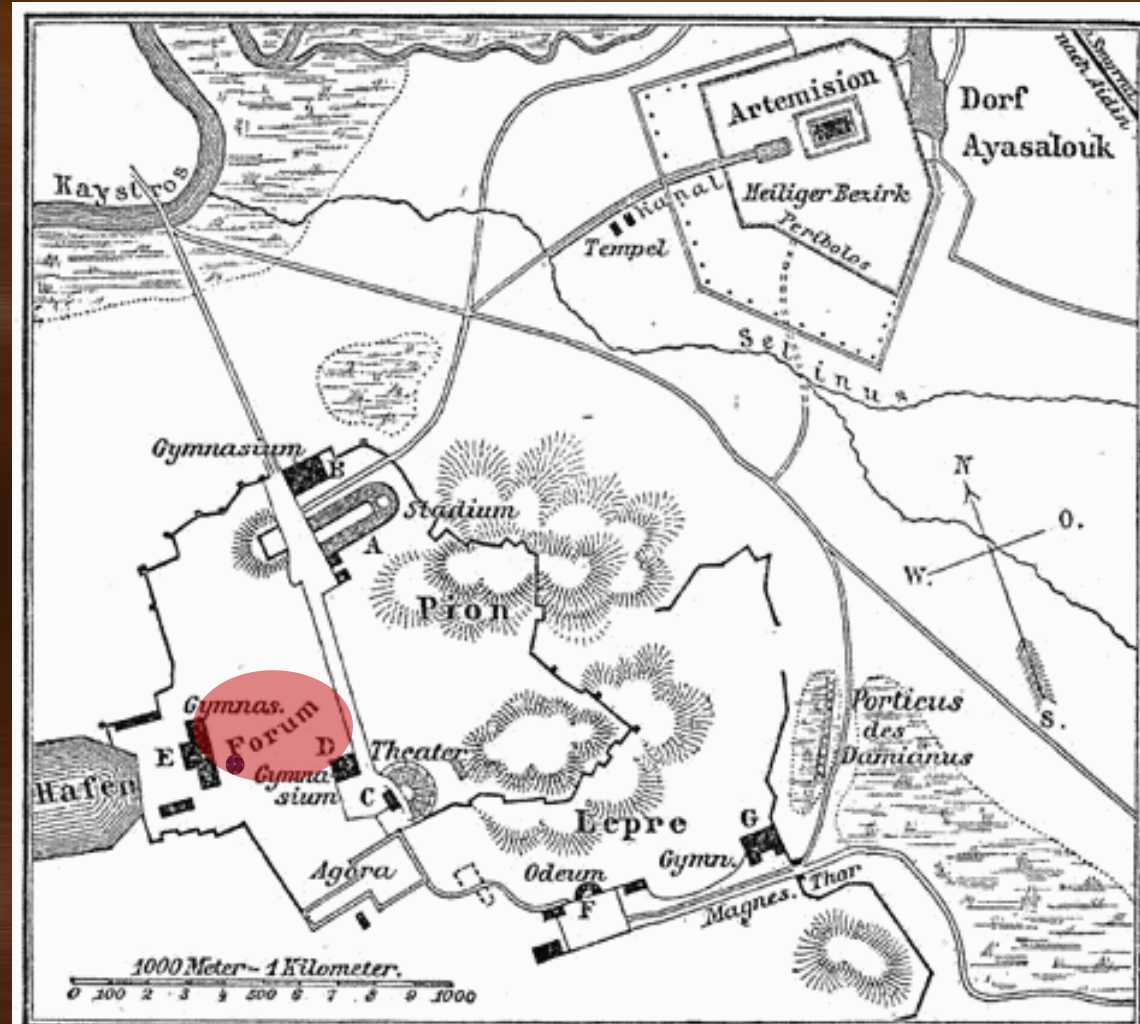 Smyrna
nach Aidin
Artemision
Dorf
Ayasalouk
Kaystros
Kanal
Heiliger Bezirk
Tempel
Peribolos
Selinus
Gymnasium
B
Stadium
A
N
O.
W.
S.
Pion
Gymnas.
Forum
E
D
Theater
Gymna-
sium
C
Hafen
Porticus
des
Damianus
Lepre
G
Gymn.
Agora
Odeum
F
Magnes. Thor
1000 Meter = 1 Kilometer.
0 100 2 3 4 500 6 7 8 9 1000